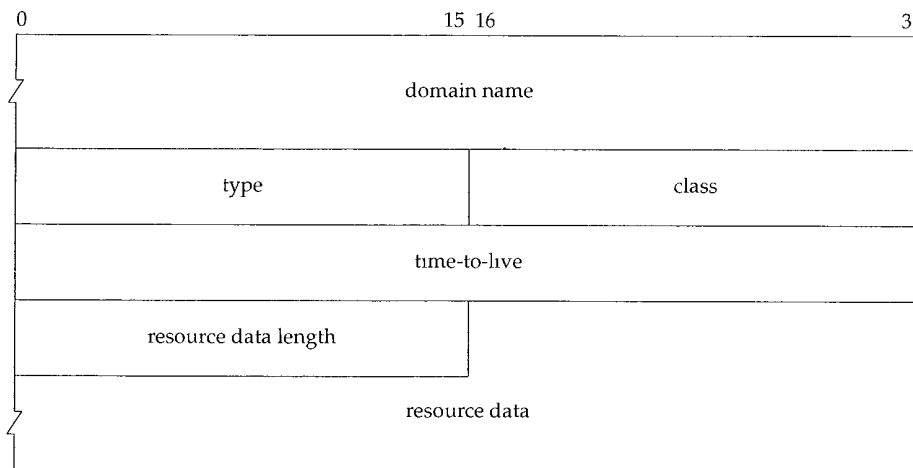 0 15 16 3
domain name
type class
time-to-live
resource data length
resource data